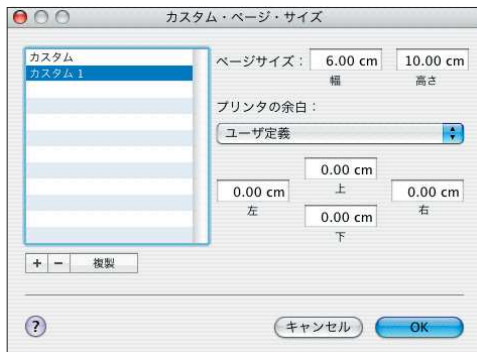 カスタム・ページ・サイズ
カスタム
カスタム 1
ページサイズ： 6.00 cm 10.00 cm
幅 高さ
プリンタの余白：
ユーザ定義
0.00 cm
上
0.00 cm 0.00 cm
左 右
0.00 cm
下
+ − 複製
? キャンセル OK